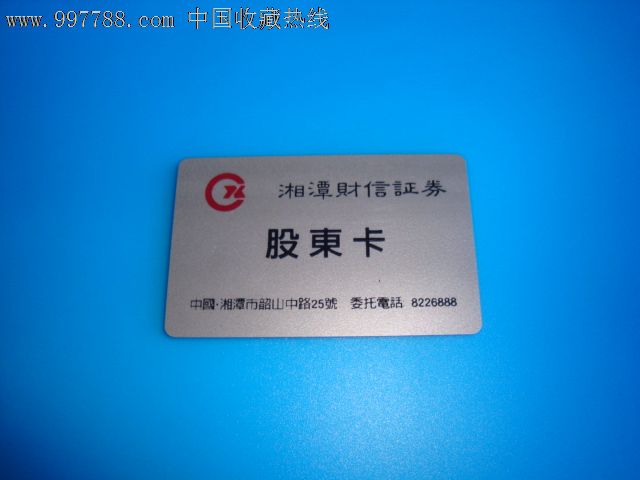 www.997788.com 中国收藏热线
湘潭財信証券
股東卡
中國·湘潭市韶山中路25號 委托電話 8226888